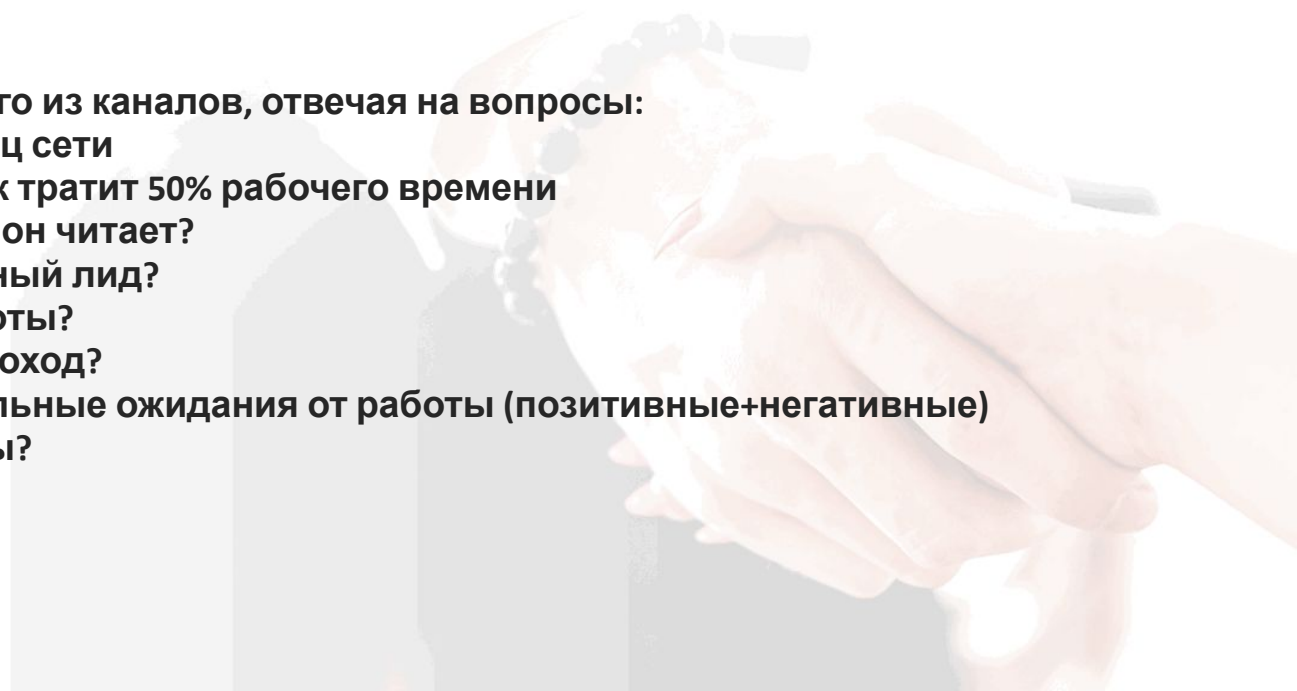 го из каналов, отвечая на вопросы:
ц сети
к тратит 50% рабочего времени
он читает?
ный лид?
оты?
оход?
льные ожидания от работы (позитивные+негативные)
ы?